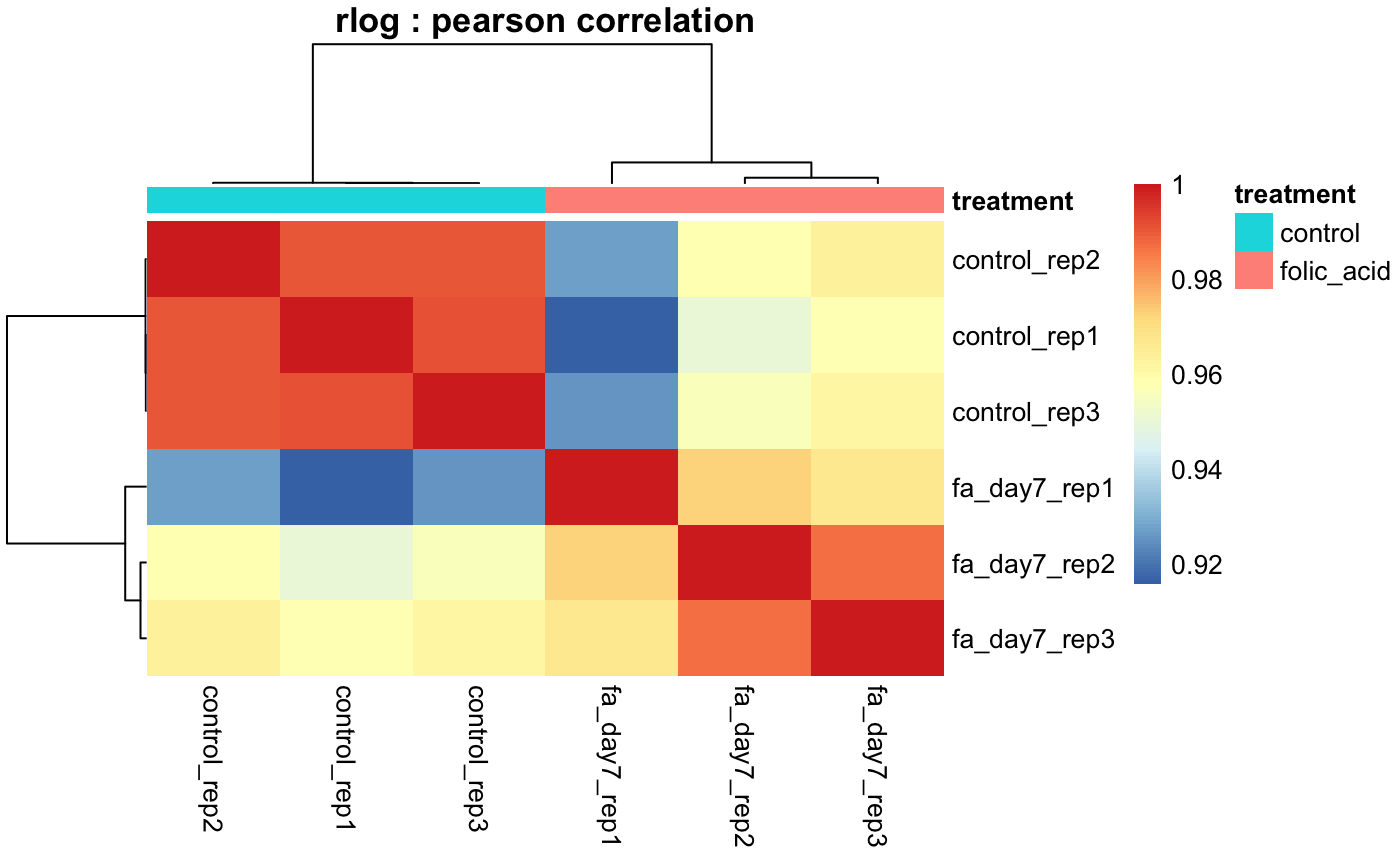 rlog : pearson correlation
treatment
control_rep2
control_rep1
control_rep3
fa_day7_rep1
fa_day7_rep2
fa_day7_rep3
control_rep2
control_rep1
control_rep3
fa_day7_rep1
fa_day7_rep2
fa_day7_rep3
1
0.98
0.96
0.94
0.92
treatment
control
folic_acid